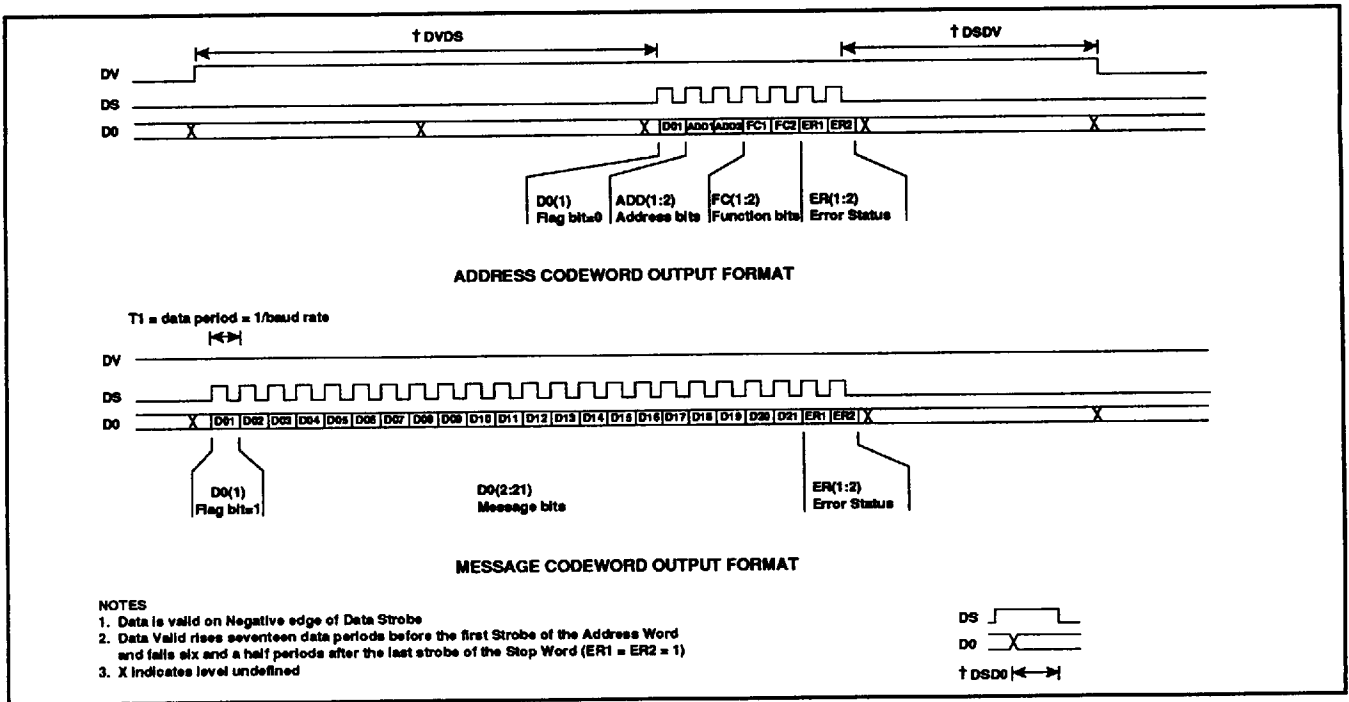 † DVDS
† DSDV
DV
DS
D0
X X X D01 ADD1 ADD2 FC1 FC2 ER1 ER2 X X
D0(1) ADD(1:2) FC(1:2) ER(1:2)
Flag bit=0 Address bits Function bits Error Status
ADDRESS CODEWORD OUTPUT FORMAT
T1 = data period = 1/baud rate
DV
DS
D0
X D01 D02 D03 D04 D05 D06 D07 D08 D09 D10 D11 D12 D13 D14 D15 D16 D17 D18 D19 D20 D21 ER1 ER2 X X
D0(1) D0(2:21) ER(1:2)
Flag bit=1 Message bits Error Status
MESSAGE CODEWORD OUTPUT FORMAT
NOTES
1. Data is valid on Negative edge of Data Strobe
2. Data Valid rises seventeen data periods before the first Strobe of the Address Word
and falls six and a half periods after the last strobe of the Stop Word (ER1 = ER2 = 1)
3. X indicates level undefined
DS
D0 X
† DSD0